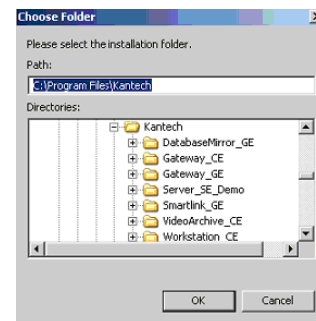 Choose Folder
Please select the installation folder.
Path:
C:\Program Files\Kantech
Directories:
Kantech
DatabaseMirror_GE
Gateway_CE
Gateway_GE
Server_SE_Demo
Smartlink_GE
VideoArchive_CE
Workstation_CE
OK Cancel